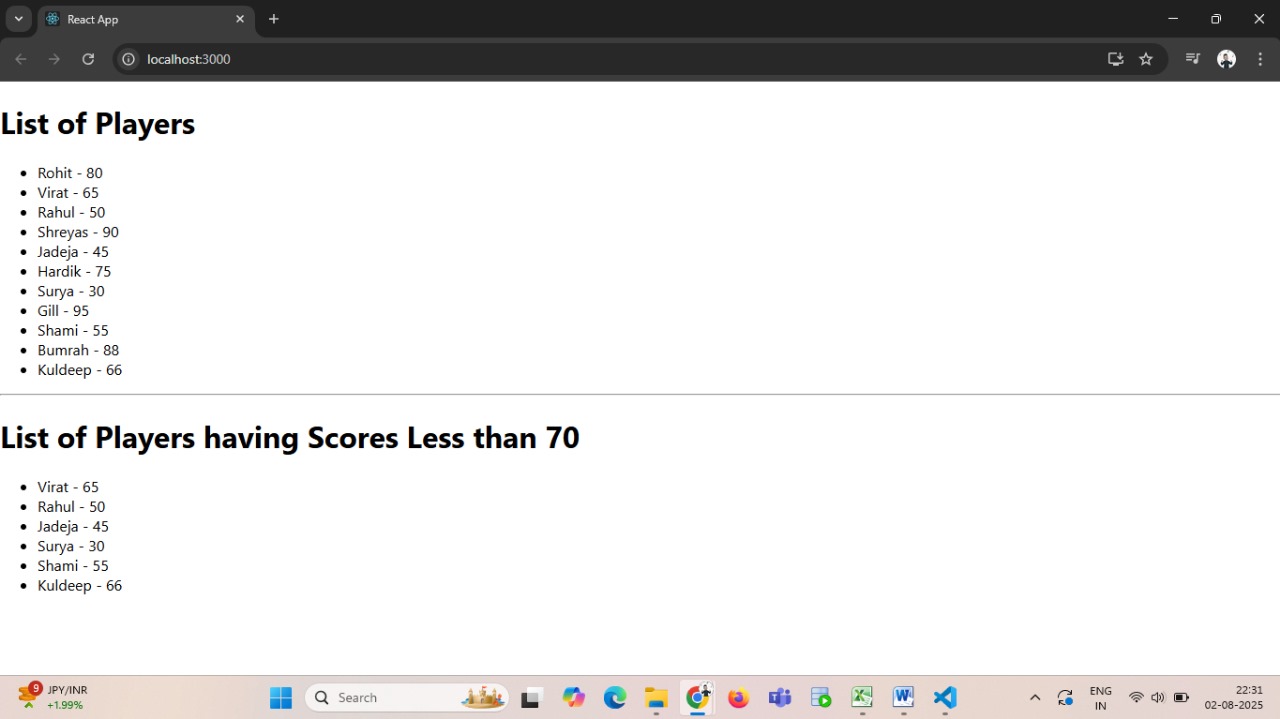 React App
localhost:3000
List of Players
Rohit - 80
Virat - 65
Rahul - 50
Shreyas - 90
Jadeja - 45
Hardik - 75
Surya - 30
Gill - 95
Shami - 55
Bumrah - 88
Kuldeep - 66
List of Players having Scores Less than 70
Virat - 65
Rahul - 50
Jadeja - 45
Surya - 30
Shami - 55
Kuldeep - 66
9
JPY/INR
+1.99%
Search
ENG
IN
22:31
02-08-2025